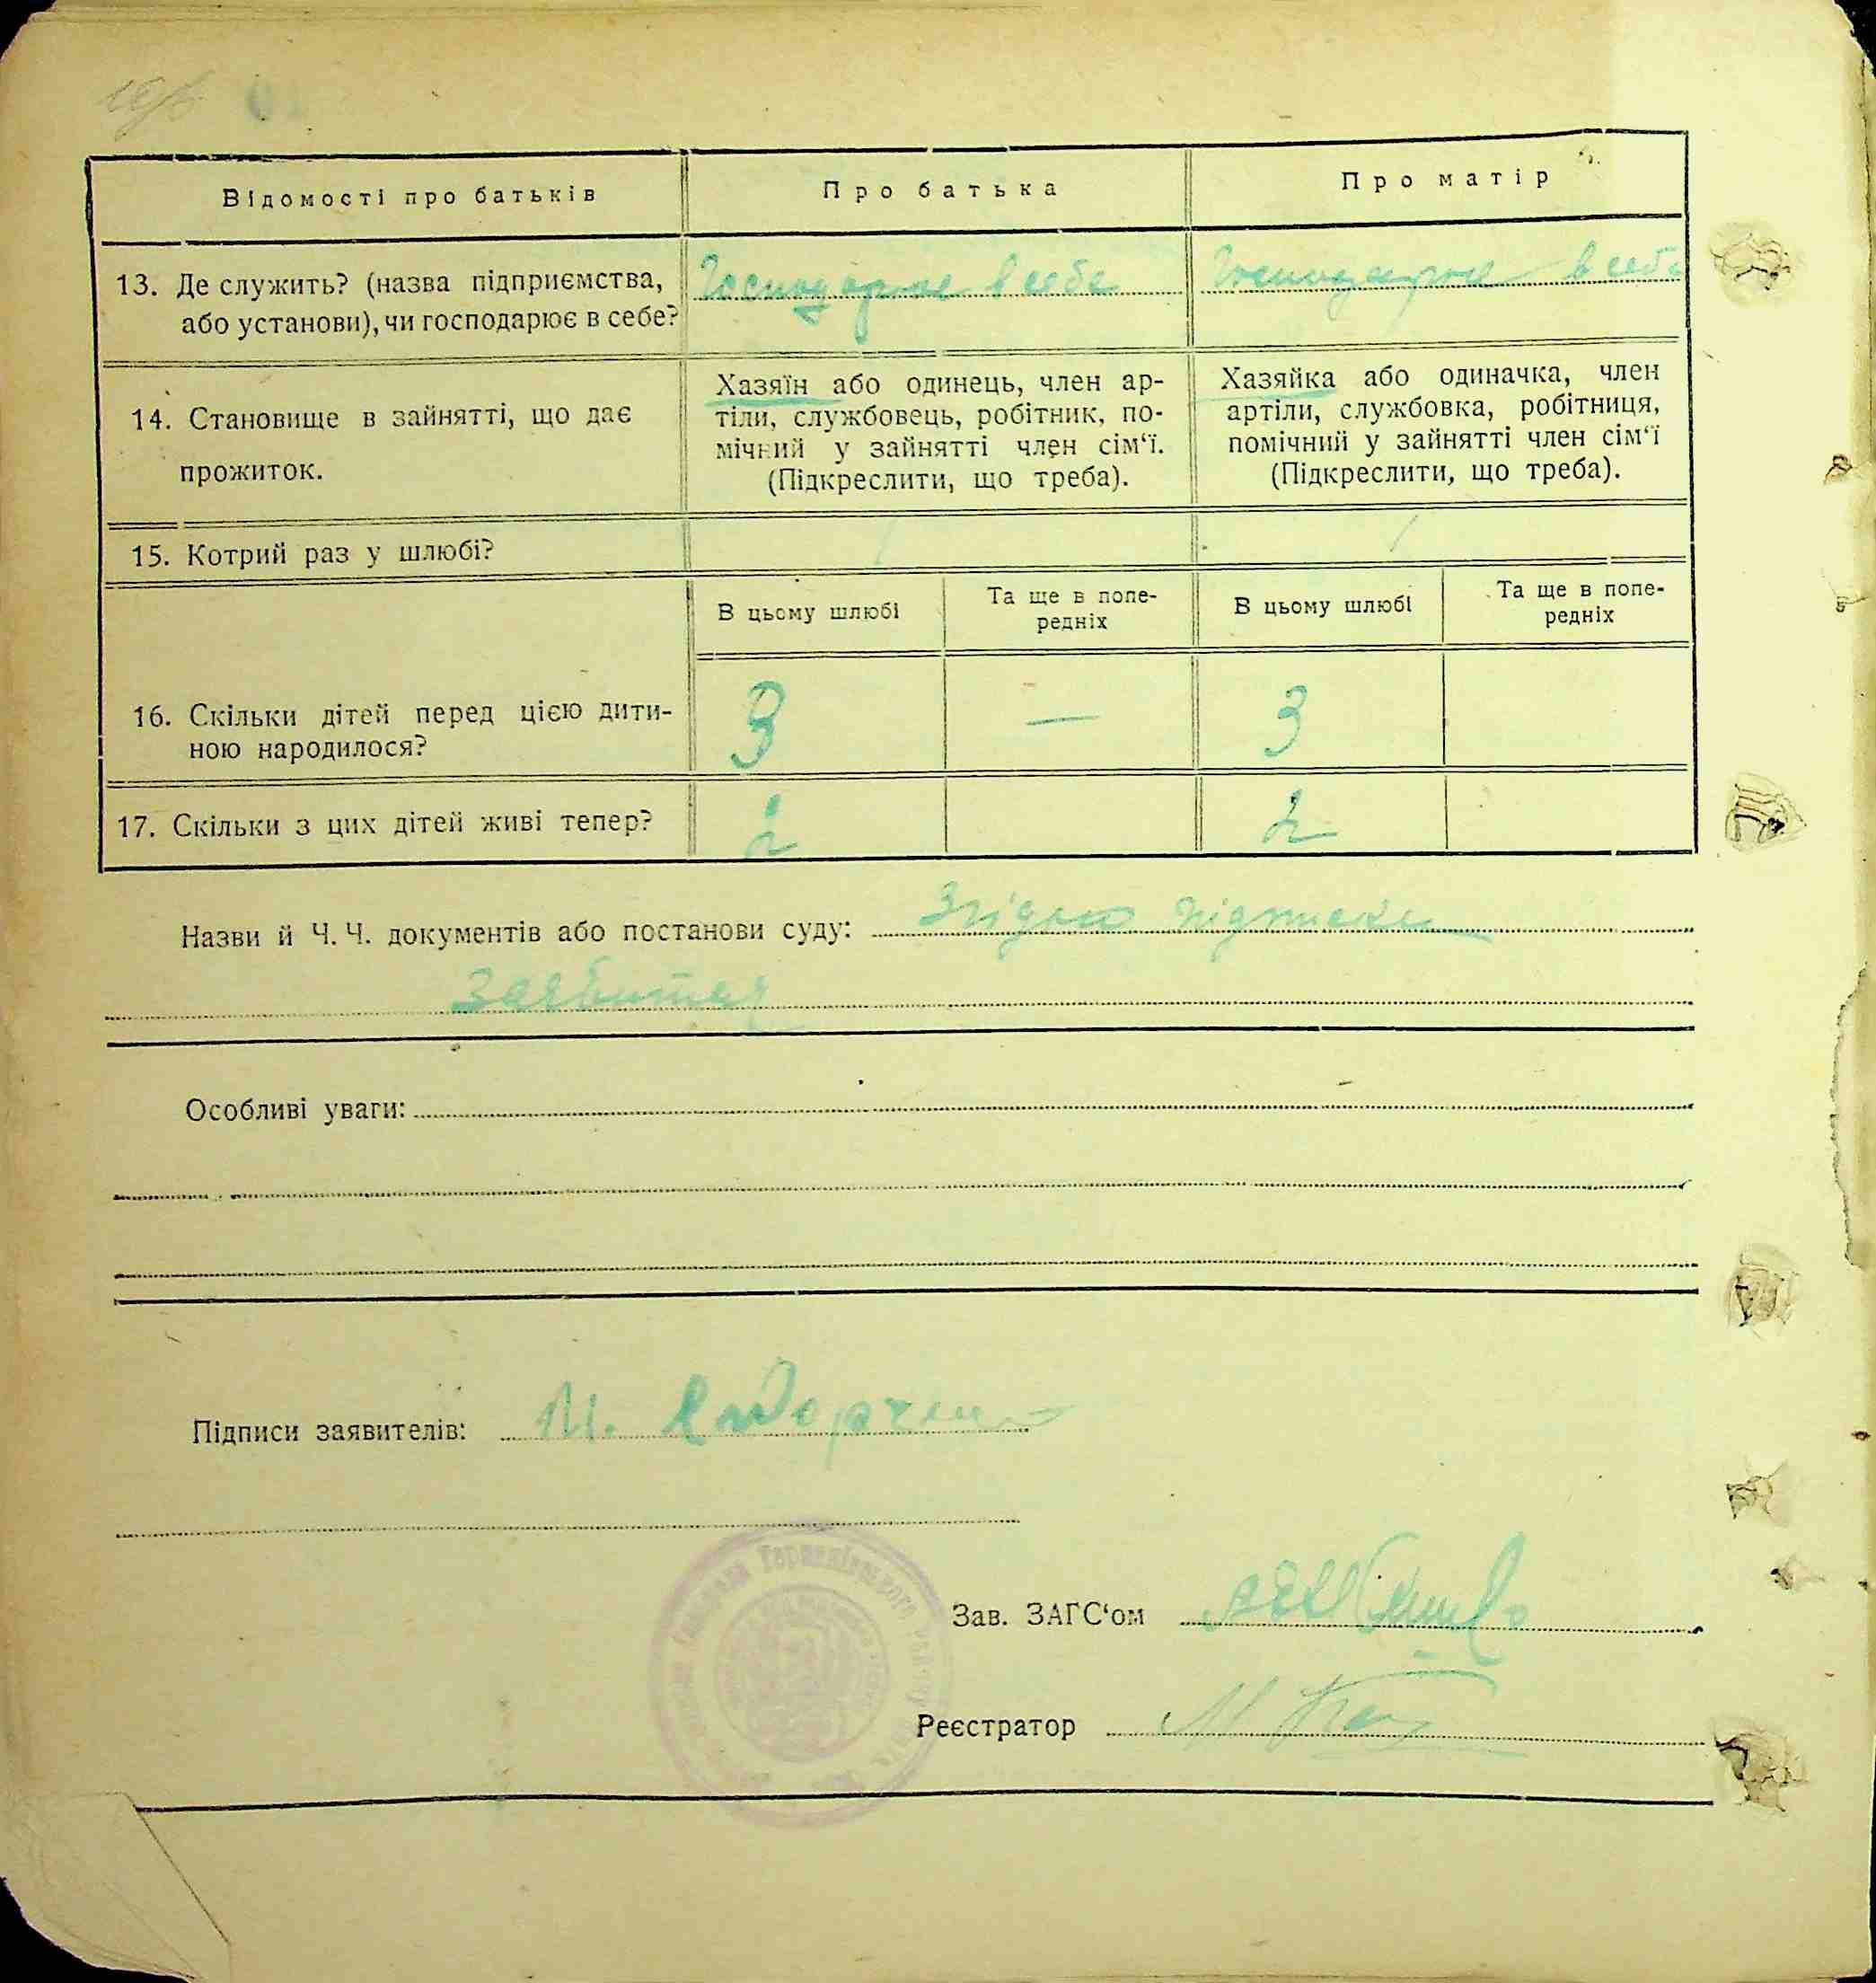 Відомості про батьків
Про батька
Про матір
13. Де служить? (назва підприємства,
або установи), чи господарює в себе?
Господарює в себе
Господарює в себе
14. Становище в зайнятті, що дає
прожиток.
Хазяїн або одинець, член ар-
тіли, службовець, робітник, по-
мічний у зайнятті член сім‘ї.
(Підкреслити, що треба).
Хазяйка або одиначка, член
артіли, службовка, робітниця,
помічний у зайнятті член сім‘ї
(Підкреслити, що треба).
15. Котрий раз у шлюбі?
/
/
В цьому шлюбі
Та ще в попе-
редніх
В цьому шлюбі
Та ще в попе-
редніх
16. Скільки дітей перед цією дити-
ною народилося?
3
—
3
17. Скільки з цих дітей живі тепер?
2
2
Назви й Ч. Ч. документів або постанови суду: Згідно підписки
Особливі уваги:
Підписи заявителів: М.
Зав. ЗАГС‘ом
Реєстратор М.